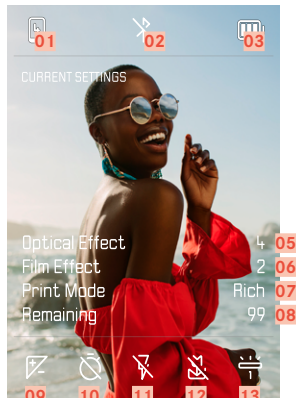 01 02 03
CURRENT SETTINGS
Optical Effect 4 05
Film Effect 2 06
Print Mode Rich 07
Remaining 99 08
09 10 11 12 13